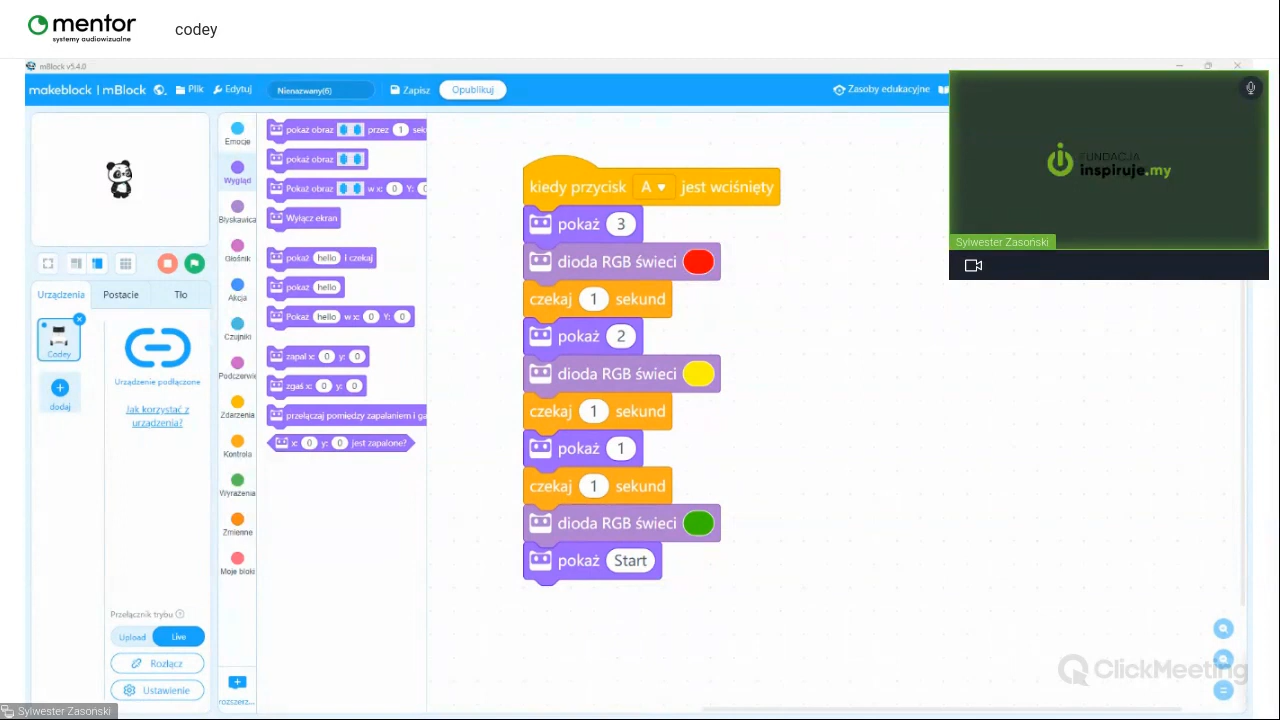 mentor
systemy audiowizualne
codey
mBlock v5.4.0
makeblock | mBlock
Plik
Edytuj
Nienazwany(6)
Zapisz
Opublikuj
Zasoby edukacyjne
FUNDACJA
inspiruje.my
Sylwester Zasoński
Urządzenia
Postacie
Tło
Codey
dodaj
Urządzenie podłączone
Jak korzystać z
urządzenia?
Przełącznik trybu
Upload
Live
Rozłącz
Ustawienie
Emocje
Wygląd
Błyskawica
Głośnik
Akcja
Czujniki
Podczerwie
Zdarzenia
Kontrola
Wyrażenia
Zmienne
Moje bloki
rozszerz...
pokaż obraz przez 1 sek
pokaż obraz
Pokaż obraz w x: 0 Y: 0
Wyłącz ekran
pokaż hello i czekaj
pokaż hello
Pokaż hello w x: 0 Y: 0
zapal x: 0 y: 0
zgaś x: 0 y: 0
przełączaj pomiędzy zapalaniem i ga
x: 0 y: 0 jest zapalone?
kiedy przycisk A jest wciśnięty
pokaż 3
dioda RGB świeci
czekaj 1 sekund
pokaż 2
dioda RGB świeci
czekaj 1 sekund
pokaż 1
czekaj 1 sekund
dioda RGB świeci
pokaż Start
ClickMeeting
Sylwester Zasoński